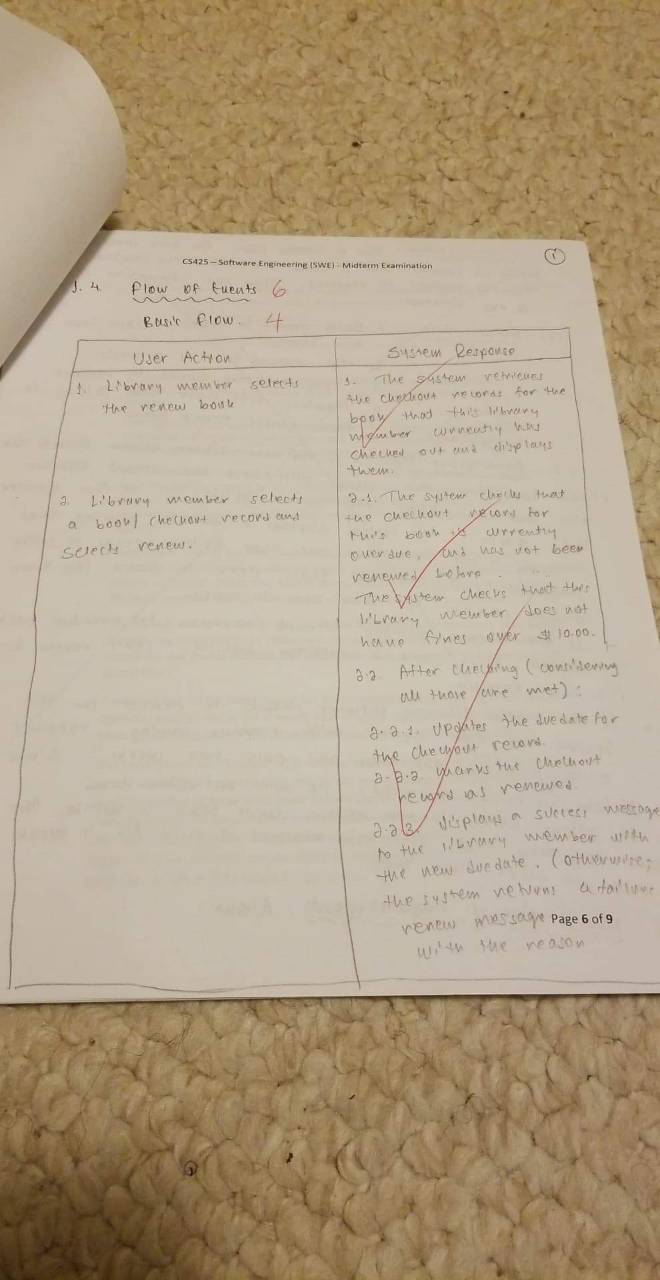 CS425 – Software Engineering (SWE) - Midterm Examination
1
1. 4 Flow of Events 6
Basic Flow. 4
User Action
System Response
1. Library member selects
the renew book
1. The system retrieves
the checkout records for the
book that this library
member currently has
checked out and displays
them.
2. Library member selects
a book/ checkout record and
selects renew.
2.1. The system checks that
the checkout record for
this book is currently
overdue, and has not been
renewed before.
The system checks that this
library member does not
have fines over $ 10.00.
2.2 After checking (considering
all those are met):
2.2.1. Updates the duedate for
the checkout record.
2.2.2 Marks the checkout
record as renewed
2.2.3. displays a success message
to the library member with
the new duedate. (otherwise,
the system returns a failure
renew message
with the reason
Page 6 of 9